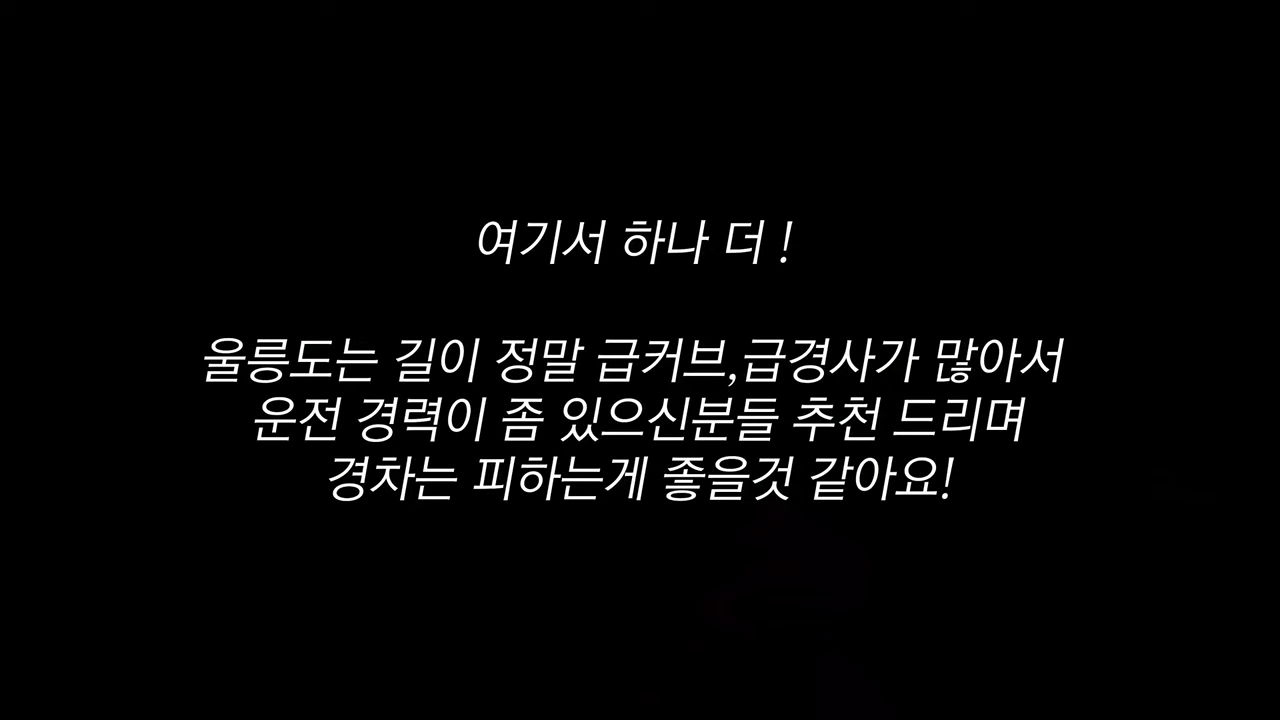 여기서 하나 더 !
울릉도는 길이 정말 급커브,급경사가 많아서
운전 경력이 좀 있으신분들 추천 드리며
경차는 피하는게 좋을것 같아요!